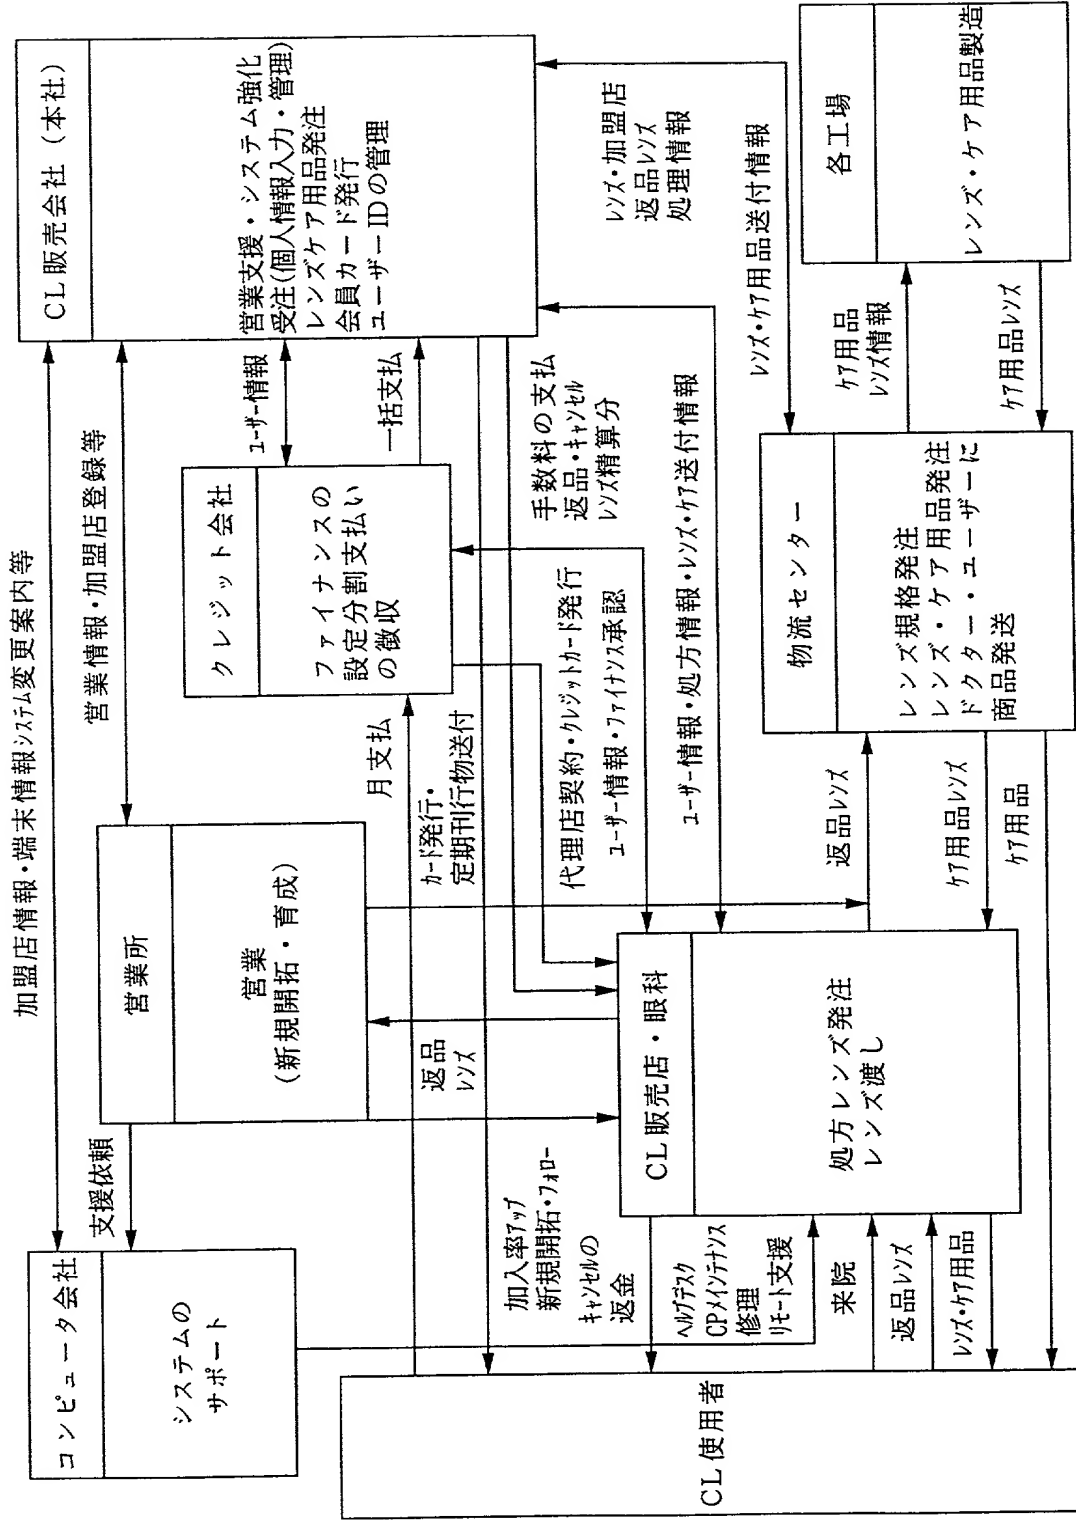 加盟店情報・端末情報システム変更案内等
コンピュータ会社
システムの
サポート
支援依頼
営業所
営業
(新規開拓・育成)
営業情報・加盟店登録等
CL販売会社(本社)
営業支援・システム強化
受注(個人情報入力・管理)
レンズケア用品発注
会員カード発行
ユーザーIDの管理
クレジット会社
ファイナンスの
設定分割支払い
の徴収
ユーザー情報
一括支払
月支払
カード発行・
定期刊行物送付
返品
レンズ
手数料の支払
返品・キャンセル
レンズ精算分
代理店契約・クレジットカード発行
ユーザー情報・ファイナンス承認
ユーザー情報・処方情報・レンズ・ケア送付情報
レンズ・加盟店
返品レンズ
処理情報
レンズ・ケア用品送付情報
加入率アップ
新規開拓・フォロー
キャンセルの
返金
ヘルプデスク
CPメインテナンス
修理
リモート支援
来院
返品レンズ
レンズ・ケア用品
CL使用者
CL販売店・眼科
処方レンズ発注
レンズ渡し
返品レンズ
ケア用品レンズ
ケア用品
物流センター
レンズ規格発注
レンズ・ケア用品発注
ドクター・ユーザーに
商品発送
ケア用品
レンズ情報
ケア用品レンズ
各工場
レンズ・ケア用品製造